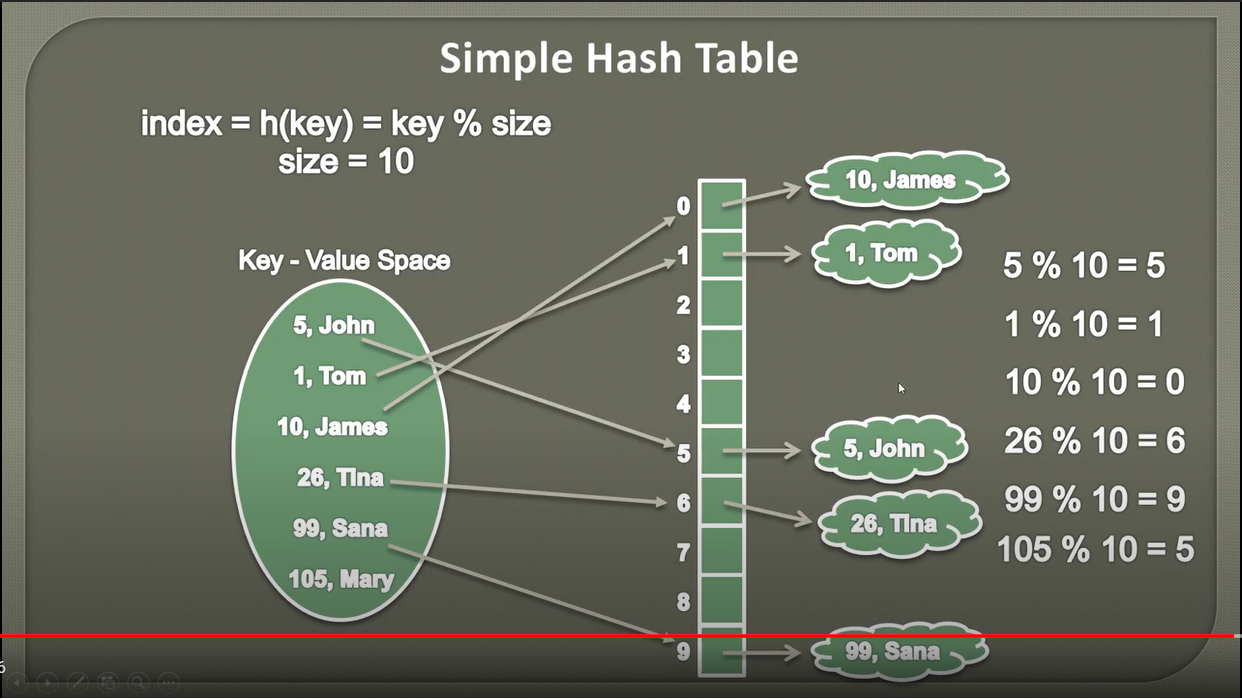 Simple Hash Table
index = h(key) = key % size
size = 10
Key - Value Space
5, John
1, Tom
10, James
26, Tina
99, Sana
105, Mary
0
1
2
3
4
5
6
7
8
9
10, James
1, Tom
5, John
26, Tina
99, Sana
5 % 10 = 5
1 % 10 = 1
10 % 10 = 0
26 % 10 = 6
99 % 10 = 9
105 % 10 = 5
6